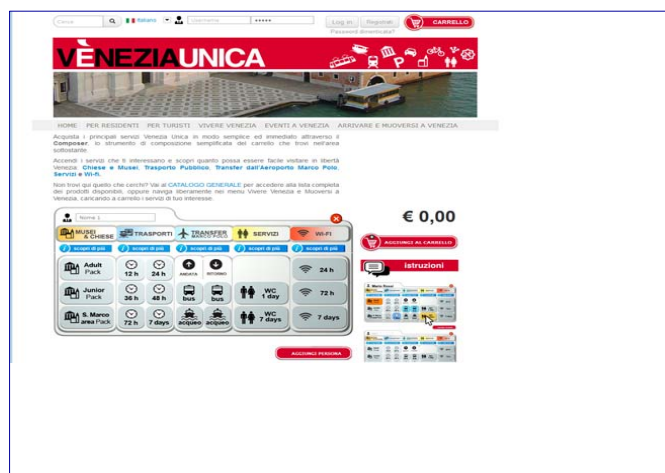 Cerca
Italiano
Username
*****
Log in
Registrati
CARRELLO
Password dimenticata?
VÈNEZIAUNICA
HOME PER RESIDENTI PER TURISTI VIVERE VENEZIA EVENTI A VENEZIA ARRIVARE E MUOVERSI A VENEZIA
Acquista i principali servizi Venezia Unica in modo semplice ed immediato attraverso il
Composer, lo strumento di composizione semplificata del carrello che trovi nell'area
sottostante.
Accendi i servizi che ti interessano e scopri quanto possa essere facile visitare in libertà
Venezia: Chiese e Musei, Trasporto Pubblico, Transfer dall'Aeroporto Marco Polo,
Servizi e Wi-Fi.
Non trovi qui quello che cerchi? Vai al CATALOGO GENERALE per accedere alla lista completa
dei prodotti disponibili, oppure naviga liberamente nei menu Vivere Venezia e Muoversi a
Venezia, caricando a carrello i servizi di tuo interesse.
€ 0,00
Nome 1
MUSEI & CHIESE TRASPORTI TRANSFER MARCO POLO SERVIZI WI-FI
AGGIUNGI AL CARRELLO
scopri di più scopri di più scopri di più scopri di più scopri di più
istruzioni
Adult Pack 12 h 24 h ANDATA RITORNO 24 h
Junior Pack 36 h 48 h bus bus WC 1 day 72 h
S. Marco area Pack 72 h 7 days acqueo acqueo WC 7 days 7 days
AGGIUNGI PERSONA